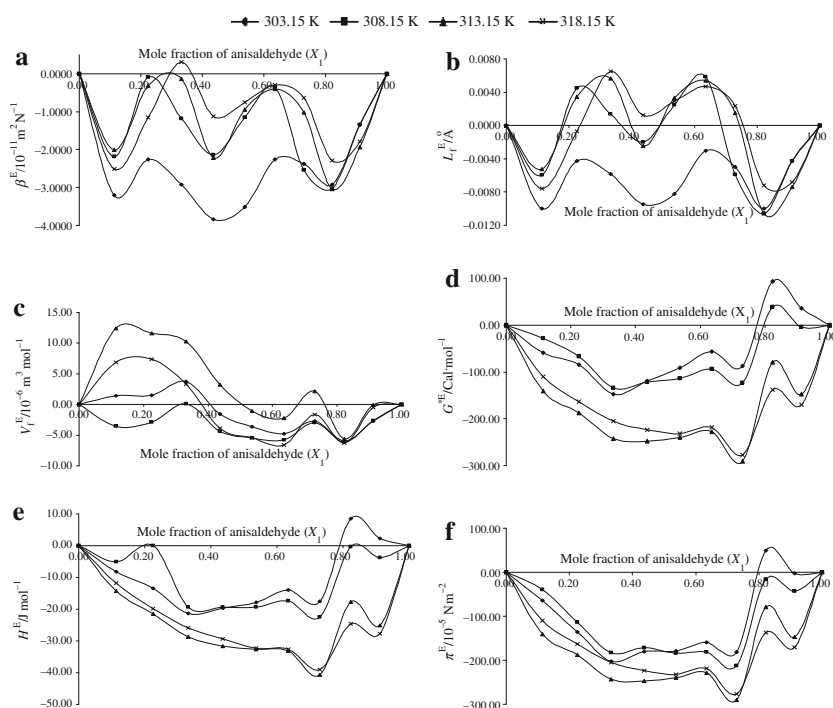 303.15 K 308.15 K 313.15 K 318.15 K
a
Mole fraction of anisaldehyde (X1)
0.00 0.20 0.40 0.60 0.80 1.00
0.0000
−1.0000
−2.0000
−3.0000
−4.0000
βE/10−11 m2 N−1
b
0.0080
0.0040
0.0000
−0.0040
−0.0080
−0.0120
LfE/Åo
0.00 0.20 0.40 0.60 0.80 1.00
Mole fraction of anisaldehyde (X1)
c
15.00
10.00
5.00
0.00
−5.00
−10.00
VfE/10−6 m3 mol−1
0.00 0.20 0.40 0.60 0.80 1.00
Mole fraction of anisaldehyde (X1)
d
100.00
0.00
−100.00
−200.00
−300.00
G*E/Cal·mol−1
Mole fraction of anisaldehyde (X1)
0.00 0.20 0.40 0.60 0.80 1.00
e
10.00
0.00
−10.00
−20.00
−30.00
−40.00
−50.00
HE/J mol−1
Mole fraction of anisaldehyde (X1)
0.00 0.20 0.40 0.60 0.80 1.00
f
100.00
0.00
−100.00
−200.00
−300.00
πE/10−5 Nm−2
Mole fraction of anisaldehyde (X1)
0.00 0.20 0.40 0.60 0.80 1.00